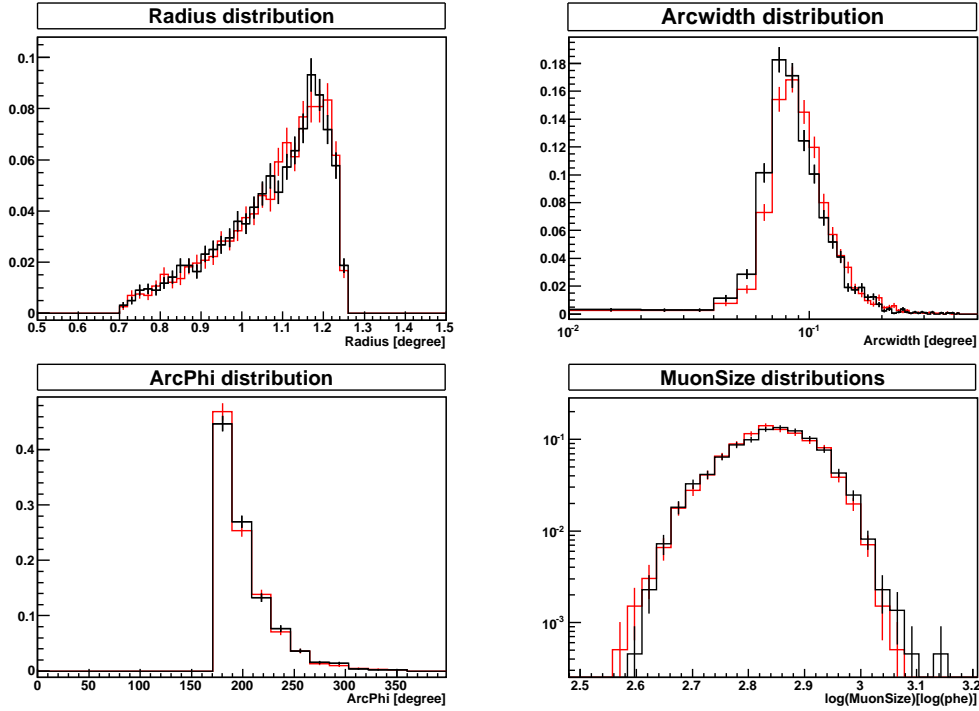 Radius distribution
0.1
0.08
0.06
0.04
0.02
0
0.5 0.6 0.7 0.8 0.9 1 1.1 1.2 1.3 1.4 1.5
Radius [degree]
Arcwidth distribution
0.18
0.16
0.14
0.12
0.1
0.08
0.06
0.04
0.02
0
10-2 10-1
Arcwidth [degree]
ArcPhi distribution
0.4
0.3
0.2
0.1
0
0 50 100 150 200 250 300 350
ArcPhi [degree]
MuonSize distributions
10-1
10-2
10-3
2.5 2.6 2.7 2.8 2.9 3 3.1 3.2
log(MuonSize)[log(phe)]